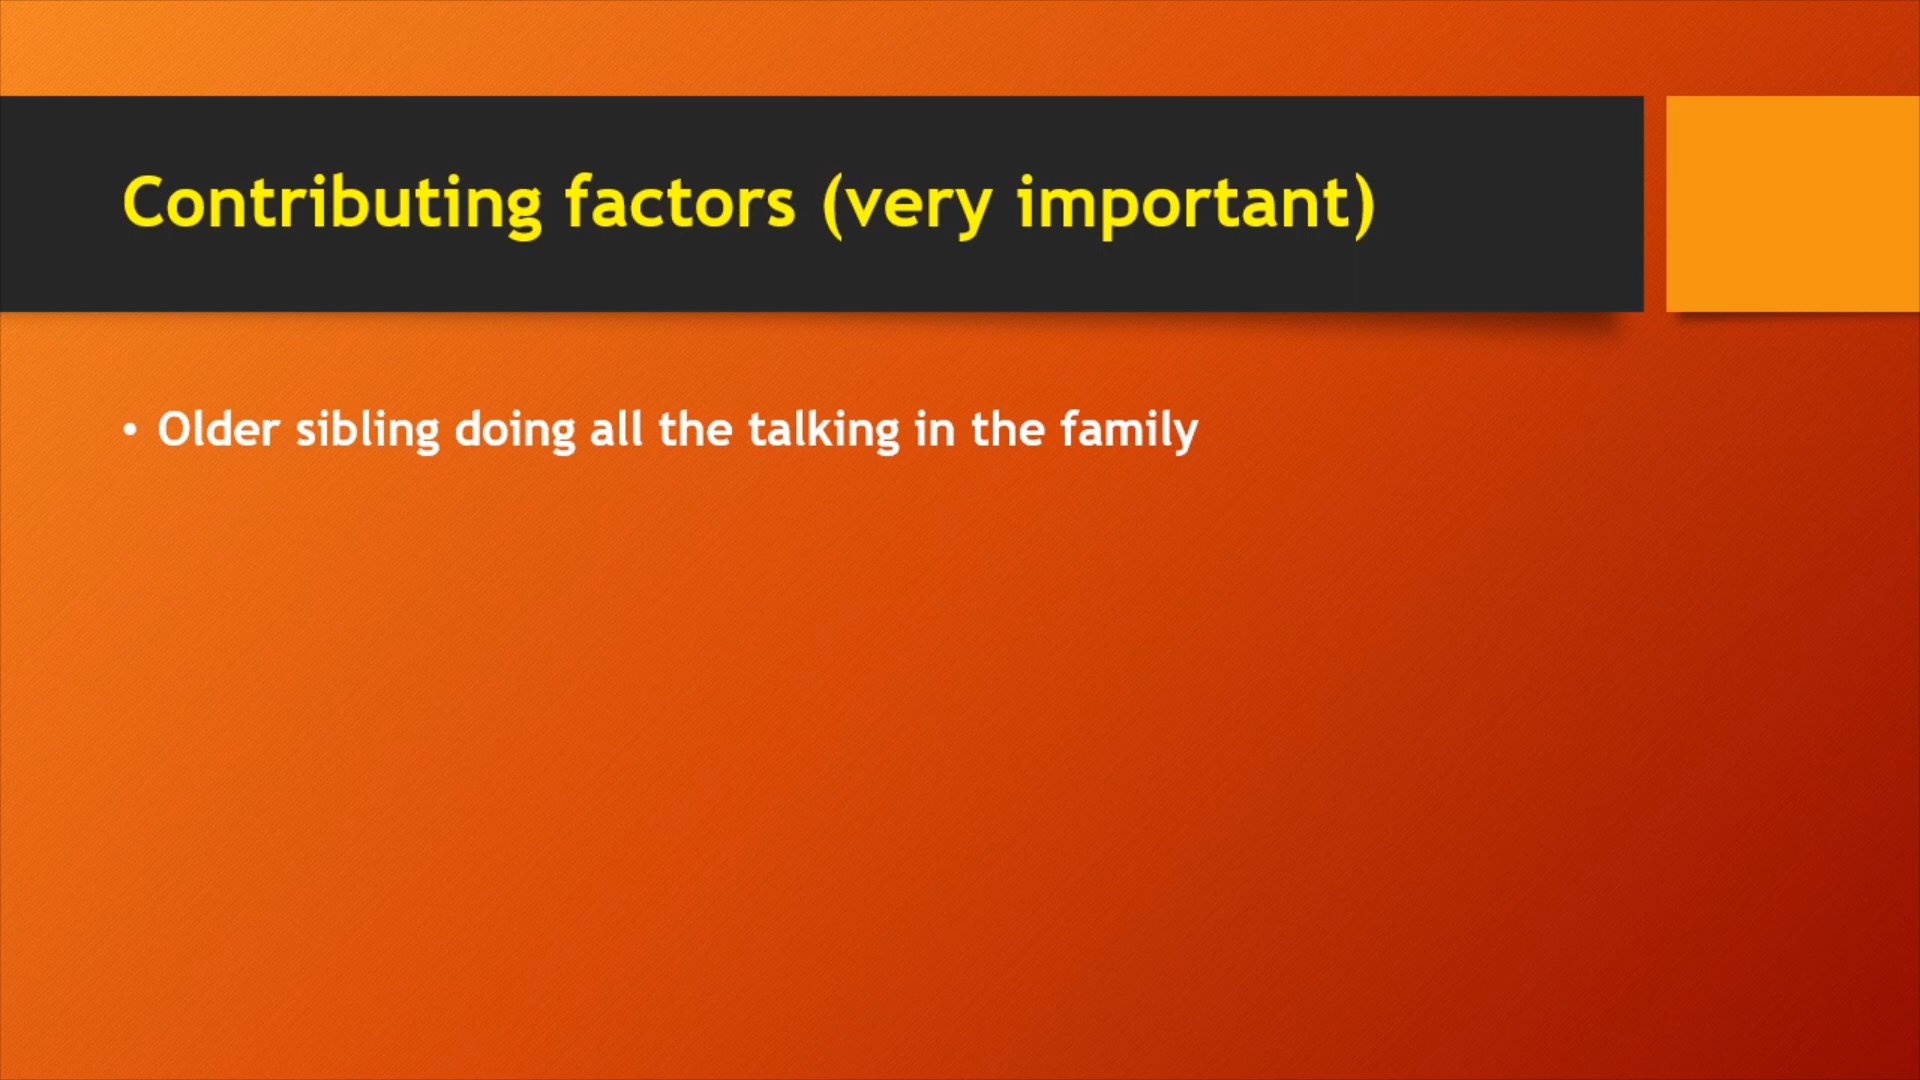 Contributing factors (very important)
• Older sibling doing all the talking in the family